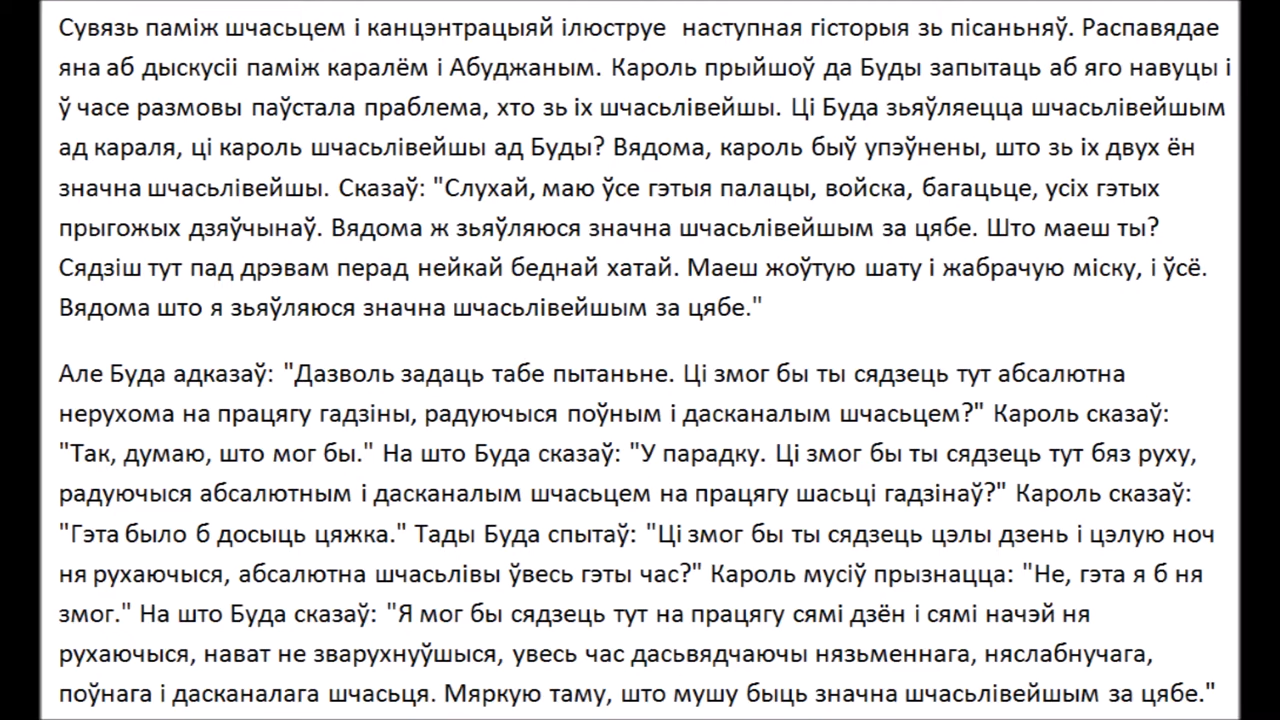 Сувязь паміж шчасьцем і канцэнтрацыяй ілюструе наступная гісторыя зь пісаньняў. Распавядае
яна аб дыскусіі паміж каралём і Абуджаным. Кароль прыйшоў да Буды запытаць аб яго навуцы і
ў часе размовы паўстала праблема, хто зь іх шчасьлівейшы. Ці Буда зьяўляецца шчасьлівейшым
ад караля, ці кароль шчасьлівейшы ад Буды? Вядома, кароль быў упэўнены, што зь іх двух ён
значна шчасьлівейшы. Сказаў: "Слухай, маю ўсе гэтыя палацы, войска, багацьце, усіх гэтых
прыгожых дзяўчынаў. Вядома ж зьяўляюся значна шчасьлівейшым за цябе. Што маеш ты?
Сядзіш тут пад дрэвам перад нейкай беднай хатай. Маеш жоўтую шату і жабрачую міску, і ўсё.
Вядома што я зьяўляюся значна шчасьлівейшым за цябе."
Але Буда адказаў: "Дазволь задаць табе пытаньне. Ці змог бы ты сядзець тут абсалютна
нерухома на працягу гадзіны, радуючыся поўным і дасканалым шчасьцем?" Кароль сказаў:
"Так, думаю, што мог бы." На што Буда сказаў: "У парадку. Ці змог бы ты сядзець тут бяз руху,
радуючыся абсалютным і дасканалым шчасьцем на працягу шасьці гадзінаў?" Кароль сказаў:
"Гэта было б досыць цяжка." Тады Буда спытаў: "Ці змог бы ты сядзець цэлы дзень і цэлую ноч
ня рухаючыся, абсалютна шчасьлівы ўвесь гэты час?" Кароль мусіў прызнацца: "Не, гэта я б ня
змог." На што Буда сказаў: "Я мог бы сядзець тут на працягу сямі дзён і сямі начэй ня
рухаючыся, нават не зварухнуўшыся, увесь час дасьвядчаючы нязьменнага, няслабнучага,
поўнага і дасканалага шчасьця. Мяркую таму, што мушу быць значна шчасьлівейшым за цябе."